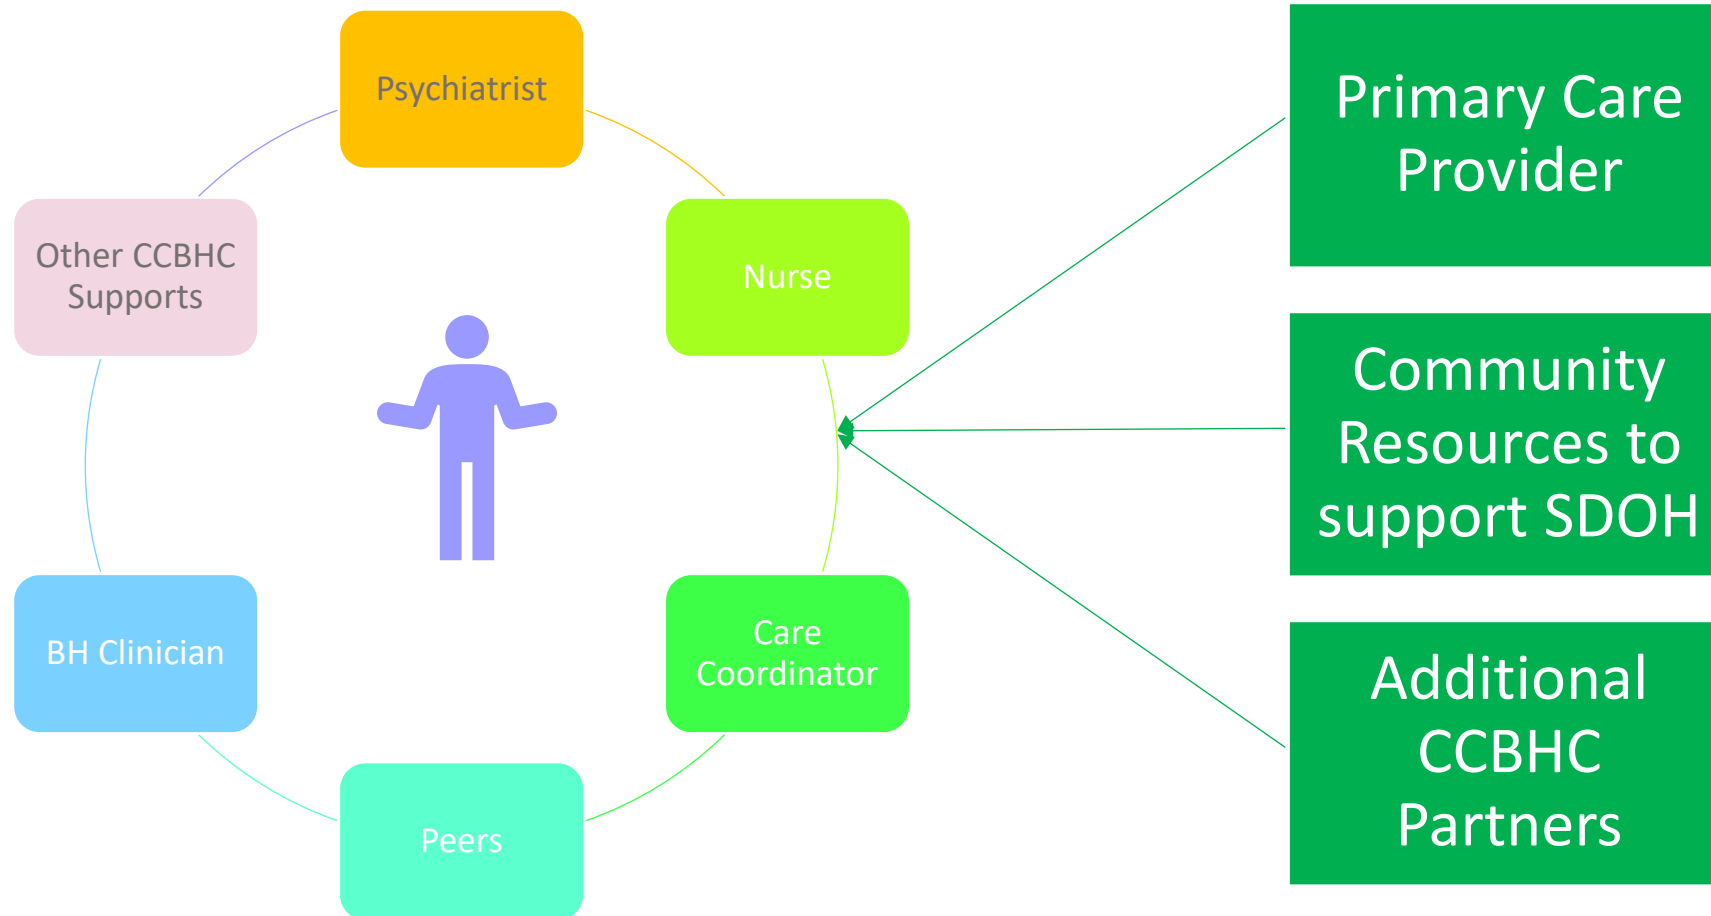 Psychiatrist
Nurse
Care
Coordinator
Peers
BH Clinician
Other CCBHC
Supports
Primary Care
Provider
Community
Resources to
support SDOH
Additional
CCBHC
Partners